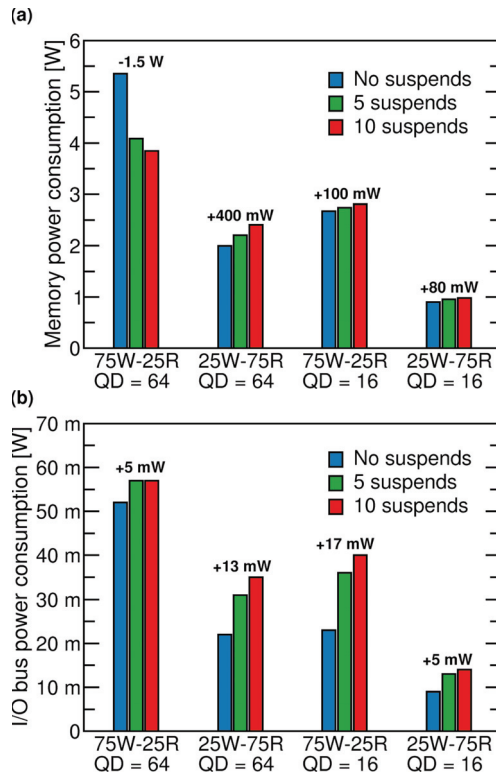 (a)
Memory power consumption [W]
6
5
4
3
2
1
0
-1.5 W
+400 mW
+100 mW
+80 mW
No suspends
5 suspends
10 suspends
75W-25R
QD = 64
25W-75R
QD = 64
75W-25R
QD = 16
25W-75R
QD = 16
(b)
I/O bus power consumption [W]
70 m
60 m
50 m
40 m
30 m
20 m
10 m
0
+5 mW
+13 mW
+17 mW
+5 mW
No suspends
5 suspends
10 suspends
75W-25R
QD = 64
25W-75R
QD = 64
75W-25R
QD = 16
25W-75R
QD = 16